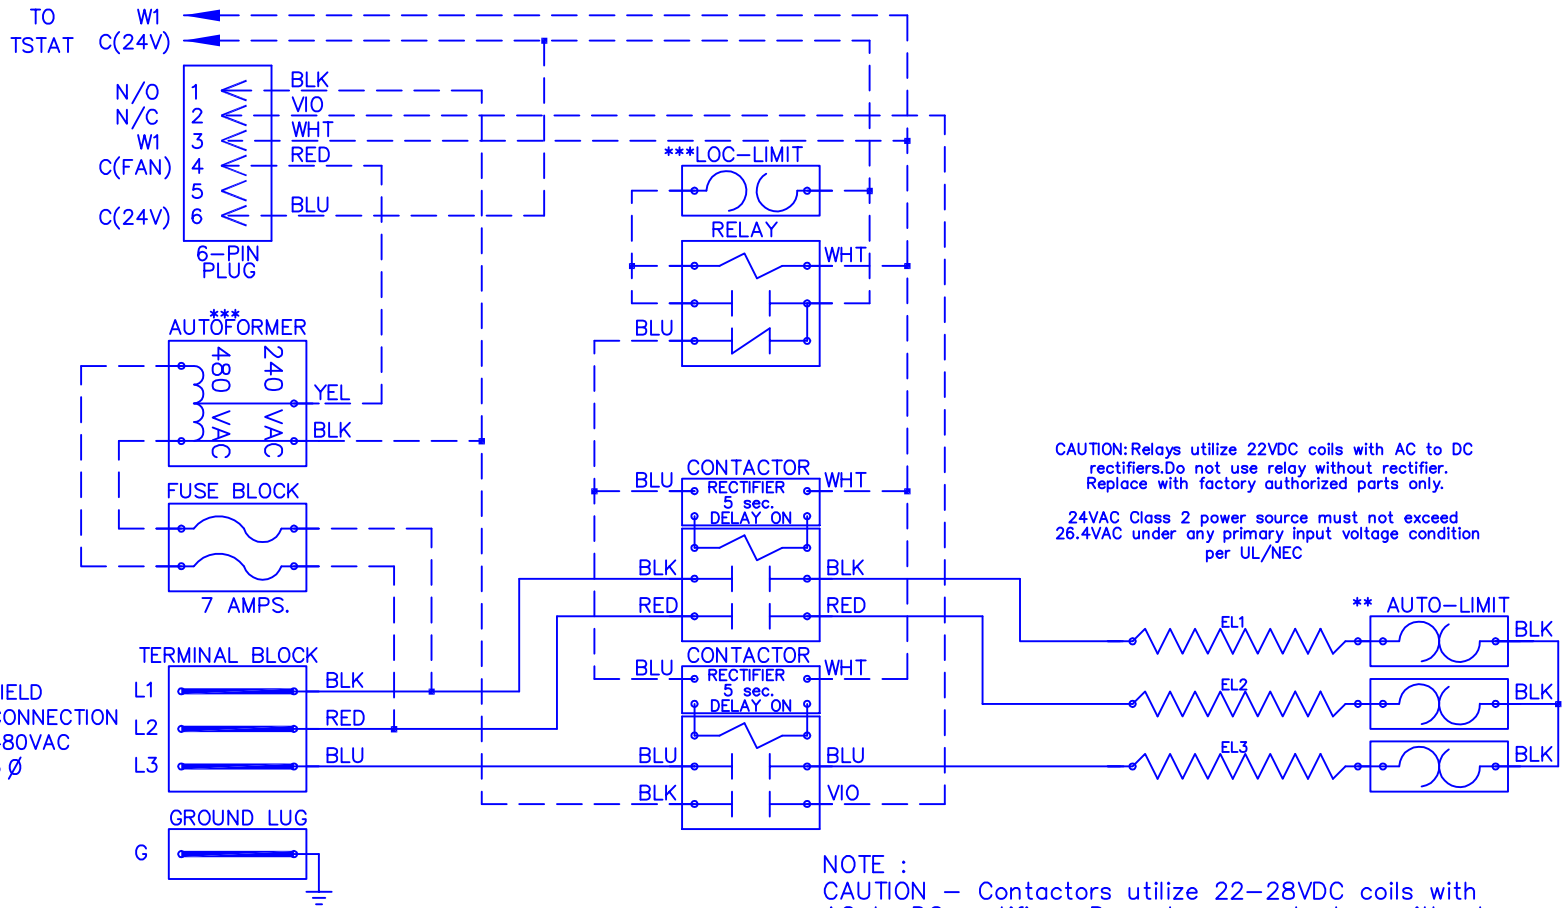 TO W1
TSTAT C(24V)
N/O 1 BLK
N/C 2 VIO
W1 3 WHT
C(FAN) 4 RED
5
C(24V) 6 BLU
6-PIN
PLUG
***LOC-LIMIT
RELAY
WHT
BLU
***
AUTOFORMER
480 VAC
240 VAC
YEL
BLK
FUSE BLOCK
7 AMPS.
CONTACTOR
BLU RECTIFIER WHT
5 sec.
DELAY ON
BLK BLK
RED RED
CONTACTOR
BLU RECTIFIER WHT
5 sec.
DELAY ON
BLU BLU
BLK VIO
CAUTION: Relays utilize 22VDC coils with AC to DC
rectifiers.Do not use relay without rectifier.
Replace with factory authorized parts only.
24VAC Class 2 power source must not exceed
26.4VAC under any primary input voltage condition
per UL/NEC
** AUTO-LIMIT
EL1 BLK
EL2 BLK
EL3 BLK
TERMINAL BLOCK
IELD
ONNECTION
80VAC
Ø
L1 BLK
L2 RED
L3 BLU
GROUND LUG
G
NOTE :
CAUTION - Contactors utilize 22-28VDC coils with